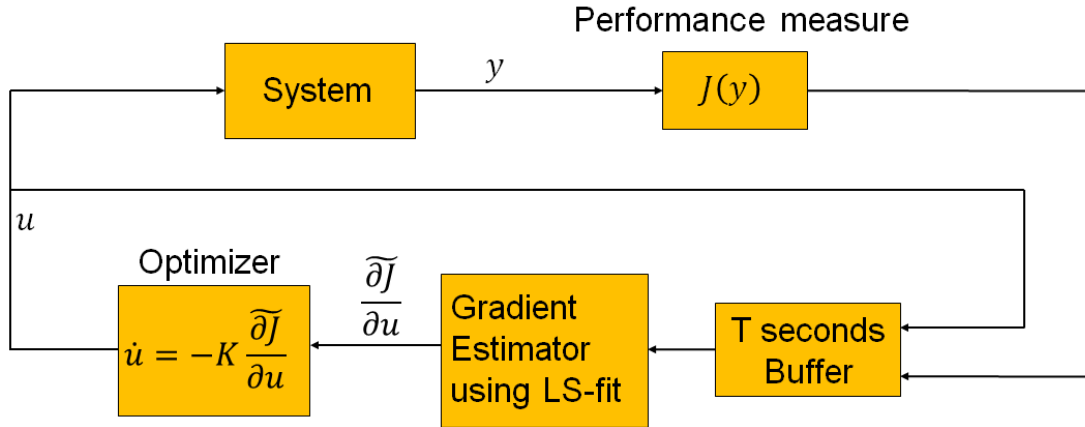 Performance measure
System
y
J(y)
u
Optimizer
u̇ = −K ∂J̃/∂u
∂J̃/∂u
Gradient
Estimator
using LS-fit
T seconds
Buffer